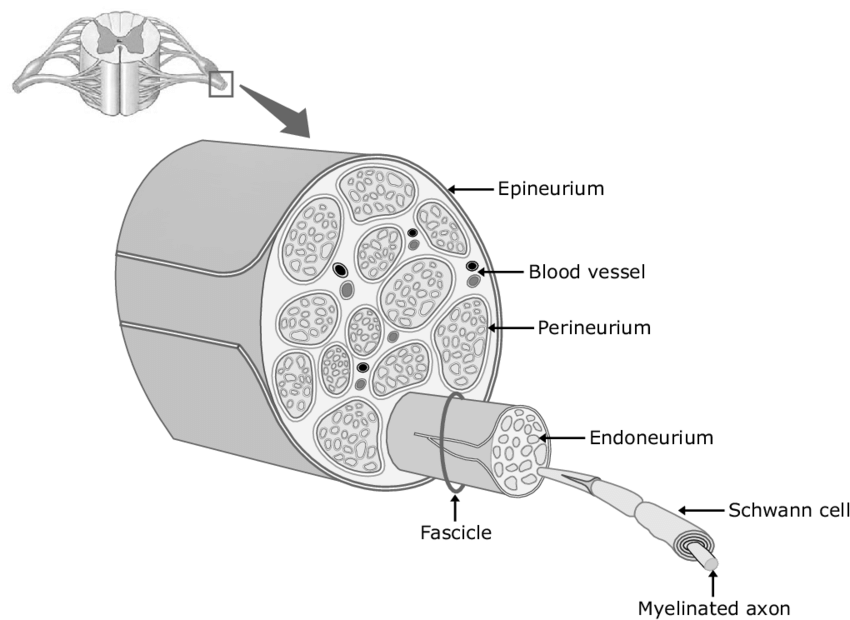 Epineurium
Blood vessel
Perineurium
Endoneurium
Schwann cell
Fascicle
Myelinated axon